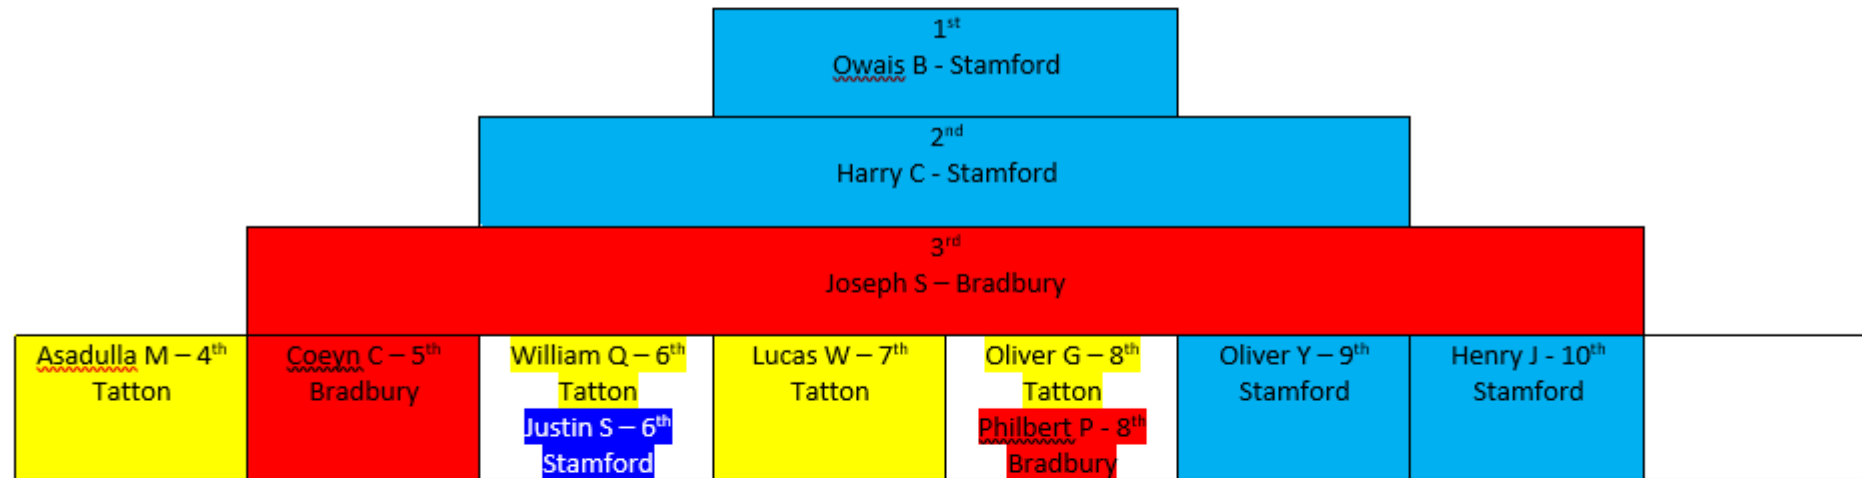 1st
Owais B - Stamford
2nd
Harry C - Stamford
3rd
Joseph S – Bradbury
Asadulla M – 4th
Tatton
Coeyn C – 5th
Bradbury
William Q – 6th
Tatton
Justin S – 6th
Stamford
Lucas W – 7th
Tatton
Oliver G – 8th
Tatton
Philbert P - 8th
Bradbury
Oliver Y – 9th
Stamford
Henry J - 10th
Stamford